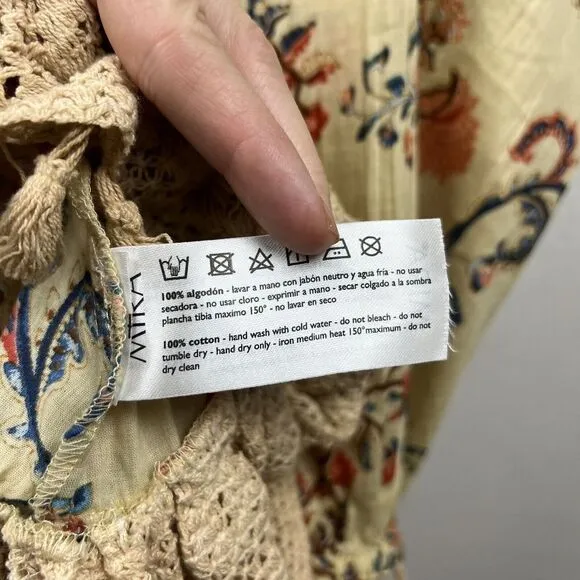 MIKA
100% algodón - lavar a mano con jabón neutro y agua fría - no usar
secadora - no usar cloro - exprimir a mano - secar colgado a la sombra
plancha tibia maximo 150° - no lavar en seco
100% cotton - hand wash with cold water - do not bleach - do not
tumble dry - hand dry only - iron medium heat 150°maximum - do not
dry clean